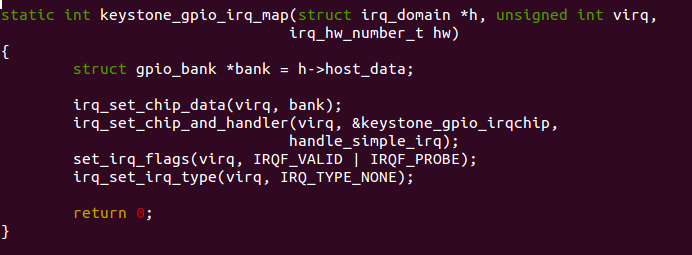 static int keystone_gpio_irq_map(struct irq_domain *h, unsigned int virq,
                                irq_hw_number_t hw)
{
        struct gpio_bank *bank = h->host_data;

        irq_set_chip_data(virq, bank);
        irq_set_chip_and_handler(virq, &keystone_gpio_irqchip,
                                handle_simple_irq);
        set_irq_flags(virq, IRQF_VALID | IRQF_PROBE);
        irq_set_irq_type(virq, IRQ_TYPE_NONE);

        return 0;
}